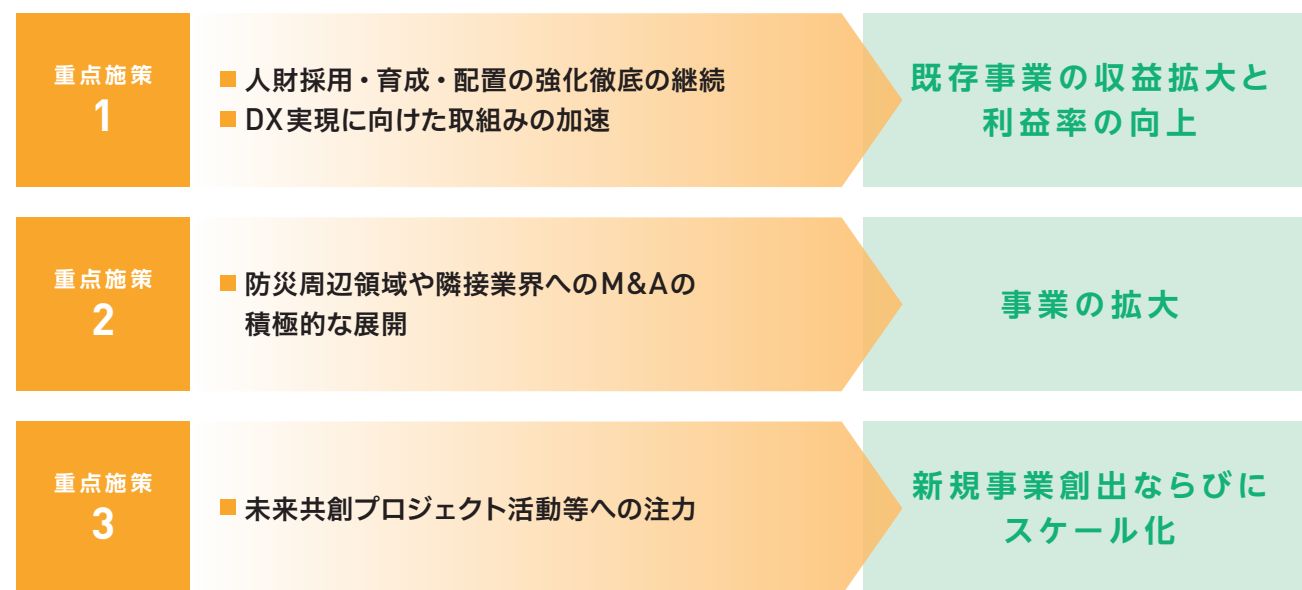 重点施策
1
■ 人財採用・育成・配置の強化徹底の継続
■ DX実現に向けた取組みの加速
既存事業の収益拡大と
利益率の向上
重点施策
2
■ 防災周辺領域や隣接業界へのM&Aの
積極的な展開
事業の拡大
重点施策
3
■ 未来共創プロジェクト活動等への注力
新規事業創出ならびに
スケール化